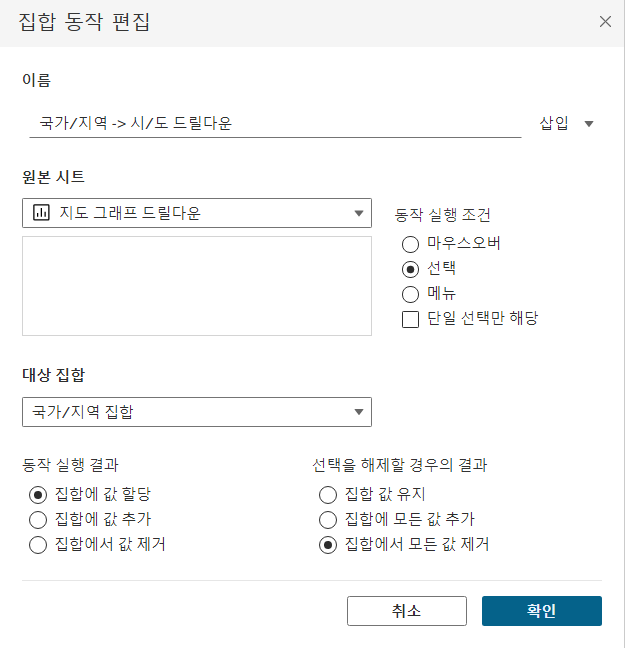 집합 동작 편집
이름
국가/지역 -> 시/도 드릴다운
삽입
원본 시트
지도 그래프 드릴다운
동작 실행 조건
마우스오버
선택
메뉴
단일 선택만 해당
대상 집합
국가/지역 집합
동작 실행 결과
집합에 값 할당
집합에 값 추가
집합에서 값 제거
선택을 해제할 경우의 결과
집합 값 유지
집합에 모든 값 추가
집합에서 모든 값 제거
취소
확인